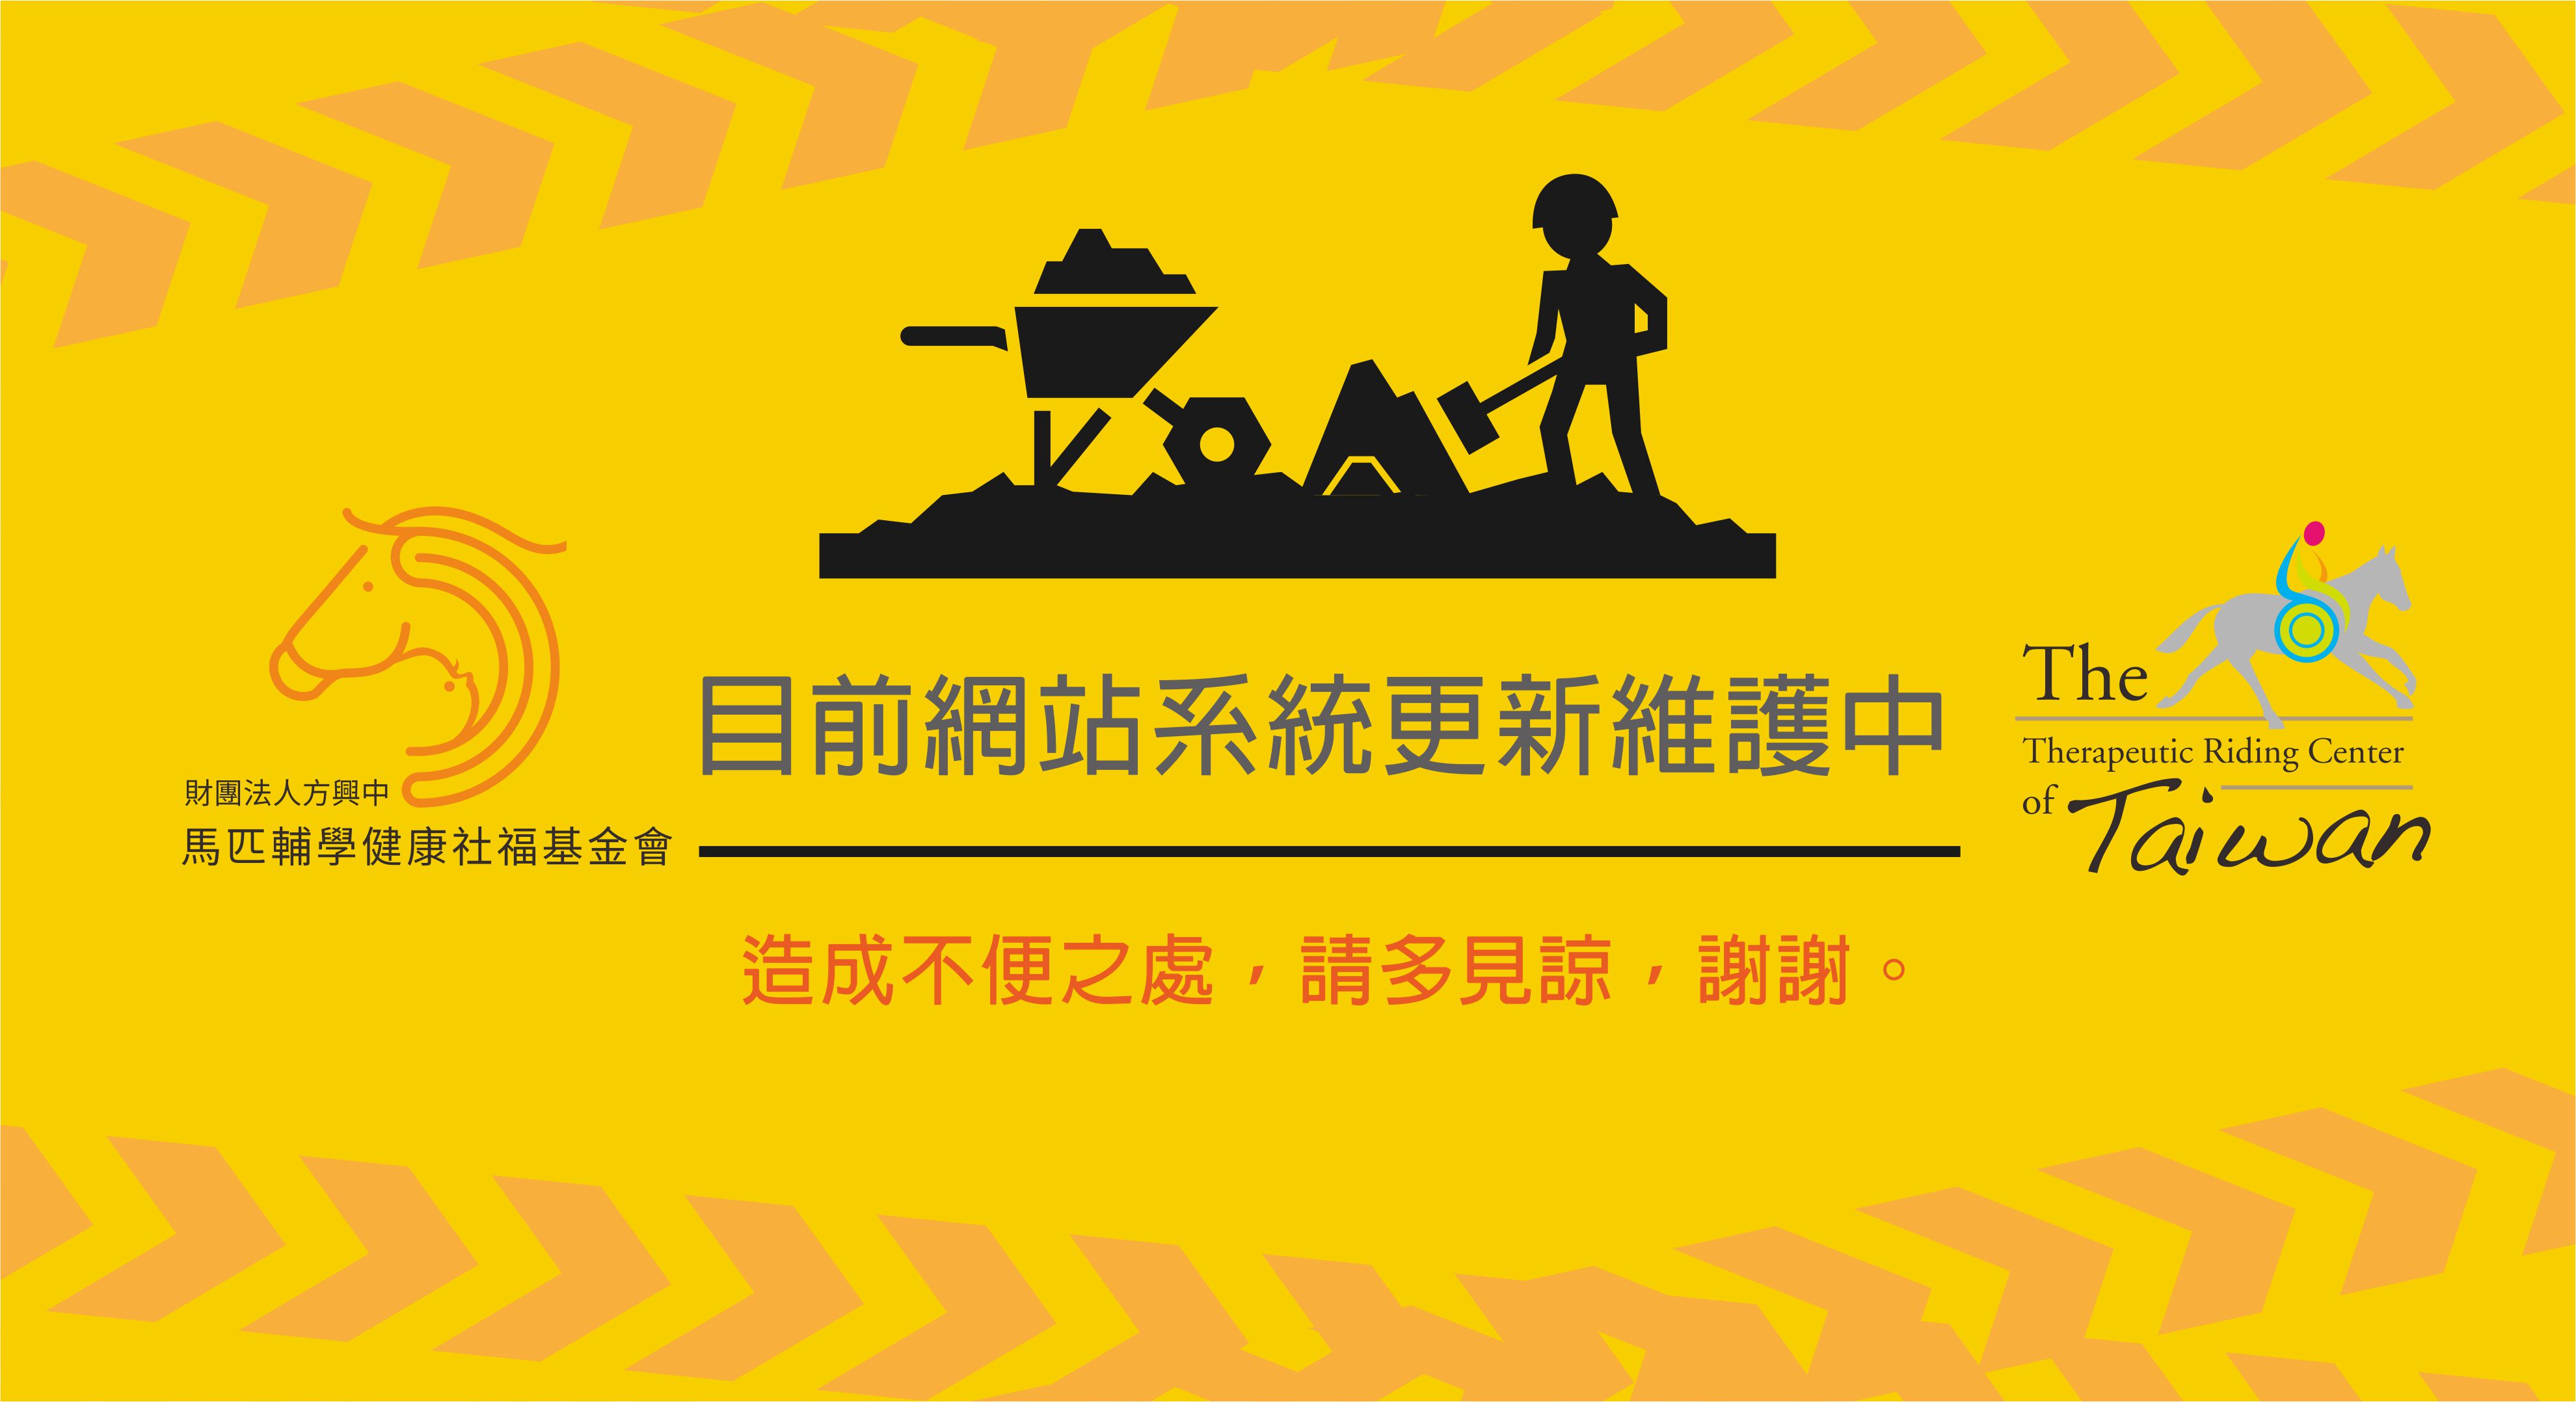 目前網站系統更新維護中
造成不便之處，請多見諒，謝謝。
財團法人方興中
馬匹輔學健康社福基金會
The
Therapeutic Riding Center
of Taiwan